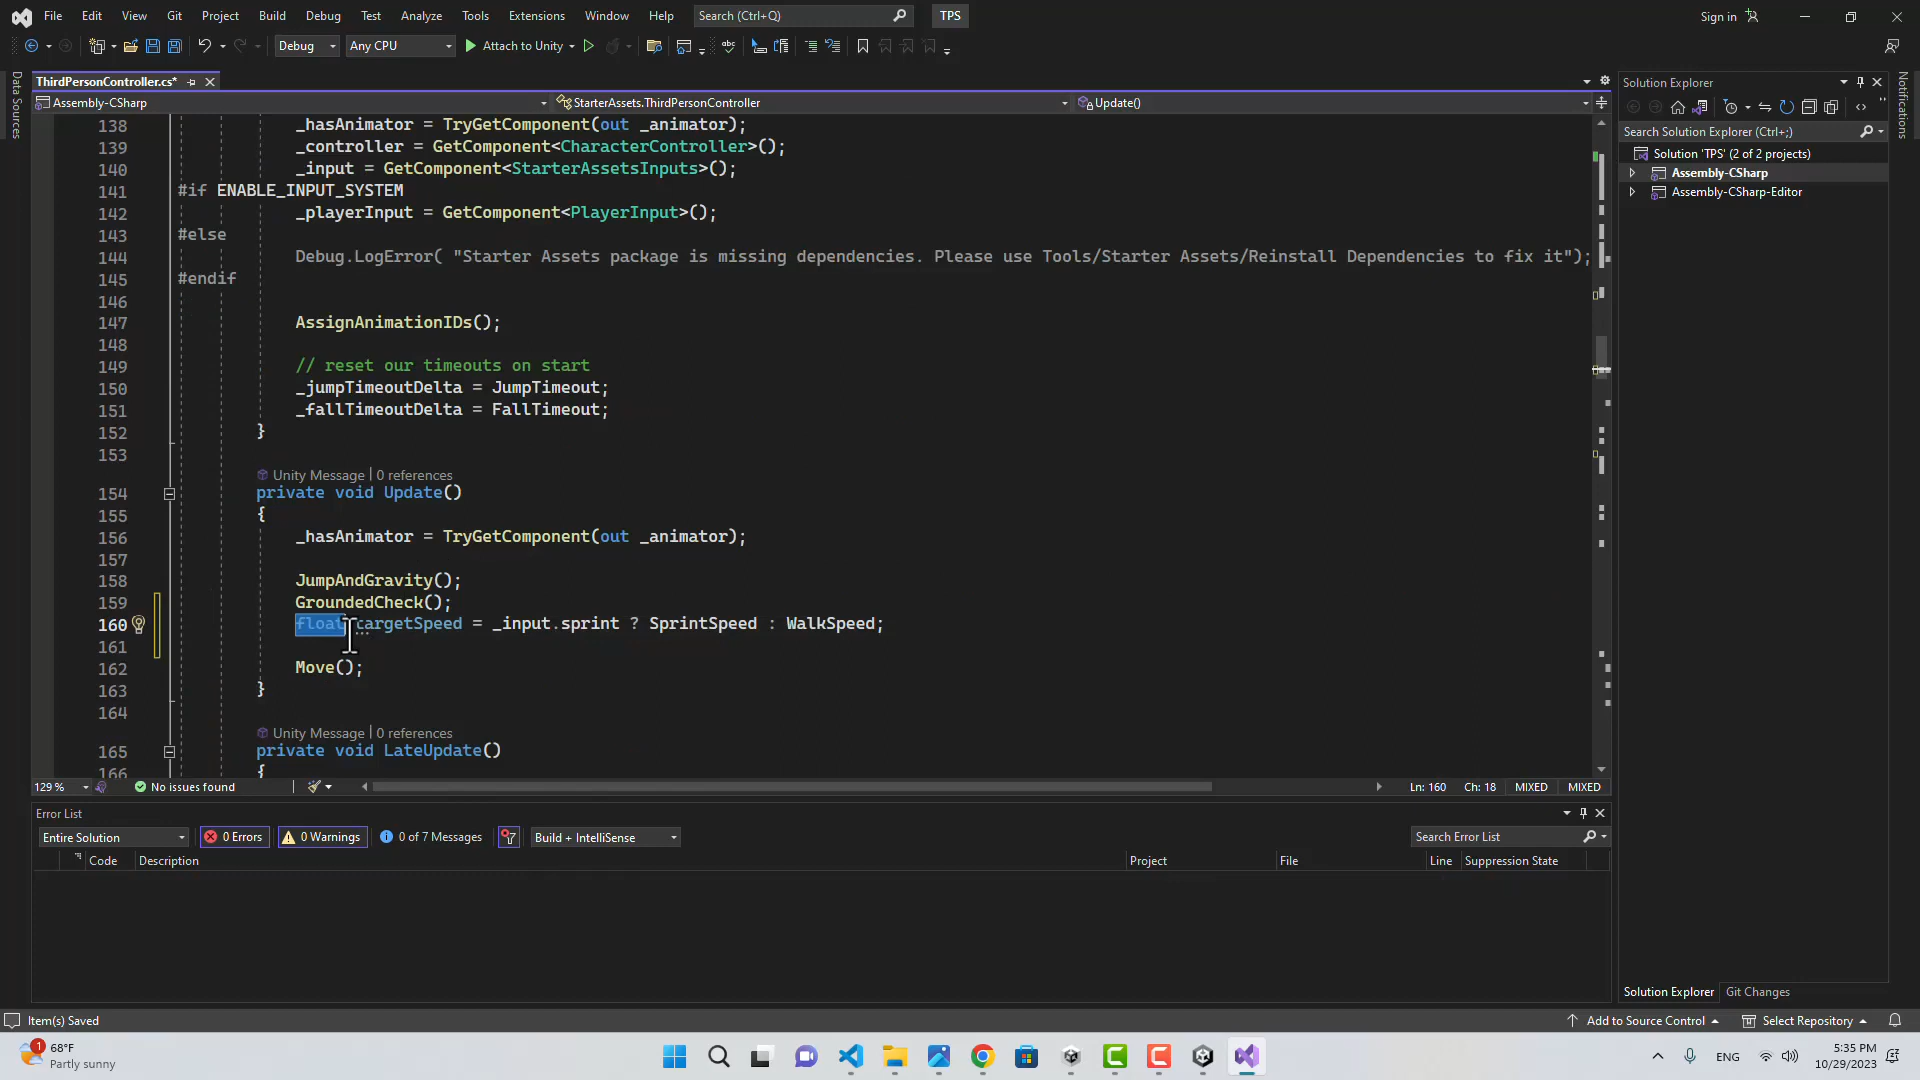 File Edit View Git Project Build Debug Test Analyze Tools Extensions Window Help Search (Ctrl+Q) TPS Sign in
Debug Any CPU Attach to Unity
ThirdPersonController.cs*
Assembly-CSharp StarterAssets.ThirdPersonController Update()
Data Sources
138 _hasAnimator = TryGetComponent(out _animator);
139 _controller = GetComponent<CharacterController>();
140 _input = GetComponent<StarterAssetsInputs>();
141 #if ENABLE_INPUT_SYSTEM
142 _playerInput = GetComponent<PlayerInput>();
143 #else
144 Debug.LogError( "Starter Assets package is missing dependencies. Please use Tools/Starter Assets/Reinstall Dependencies to fix it");
145 #endif
146
147 AssignAnimationIDs();
148
149 // reset our timeouts on start
150 _jumpTimeoutDelta = JumpTimeout;
151 _fallTimeoutDelta = FallTimeout;
152 }
153
Unity Message | 0 references
154 private void Update()
155 {
156 _hasAnimator = TryGetComponent(out _animator);
157
158 JumpAndGravity();
159 GroundedCheck();
160 float targetSpeed = _input.sprint ? SprintSpeed : WalkSpeed;
161
162 Move();
163 }
164
Unity Message | 0 references
165 private void LateUpdate()
166 {
129 % No issues found Ln: 160 Ch: 18 MIXED MIXED
Error List
Entire Solution 0 Errors 0 Warnings 0 of 7 Messages Build + IntelliSense Search Error List
Code Description Project File Line Suppression State
Solution Explorer
Search Solution Explorer (Ctrl+;)
Solution 'TPS' (2 of 2 projects)
Assembly-CSharp
Assembly-CSharp-Editor
Solution Explorer Git Changes
Notifications
Item(s) Saved Add to Source Control Select Repository
1 68°F
Partly sunny
ENG
5:35 PM
10/29/2023